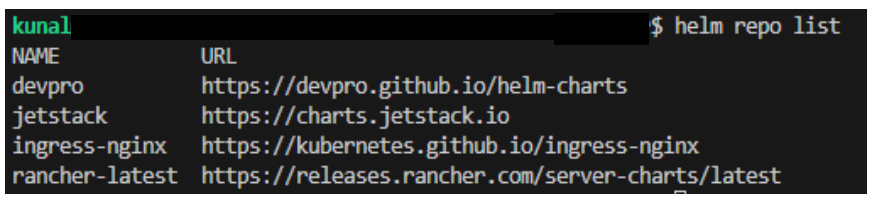 kunal $ helm repo list
NAME URL
devpro https://devpro.github.io/helm-charts
jetstack https://charts.jetstack.io
ingress-nginx https://kubernetes.github.io/ingress-nginx
rancher-latest https://releases.rancher.com/server-charts/latest